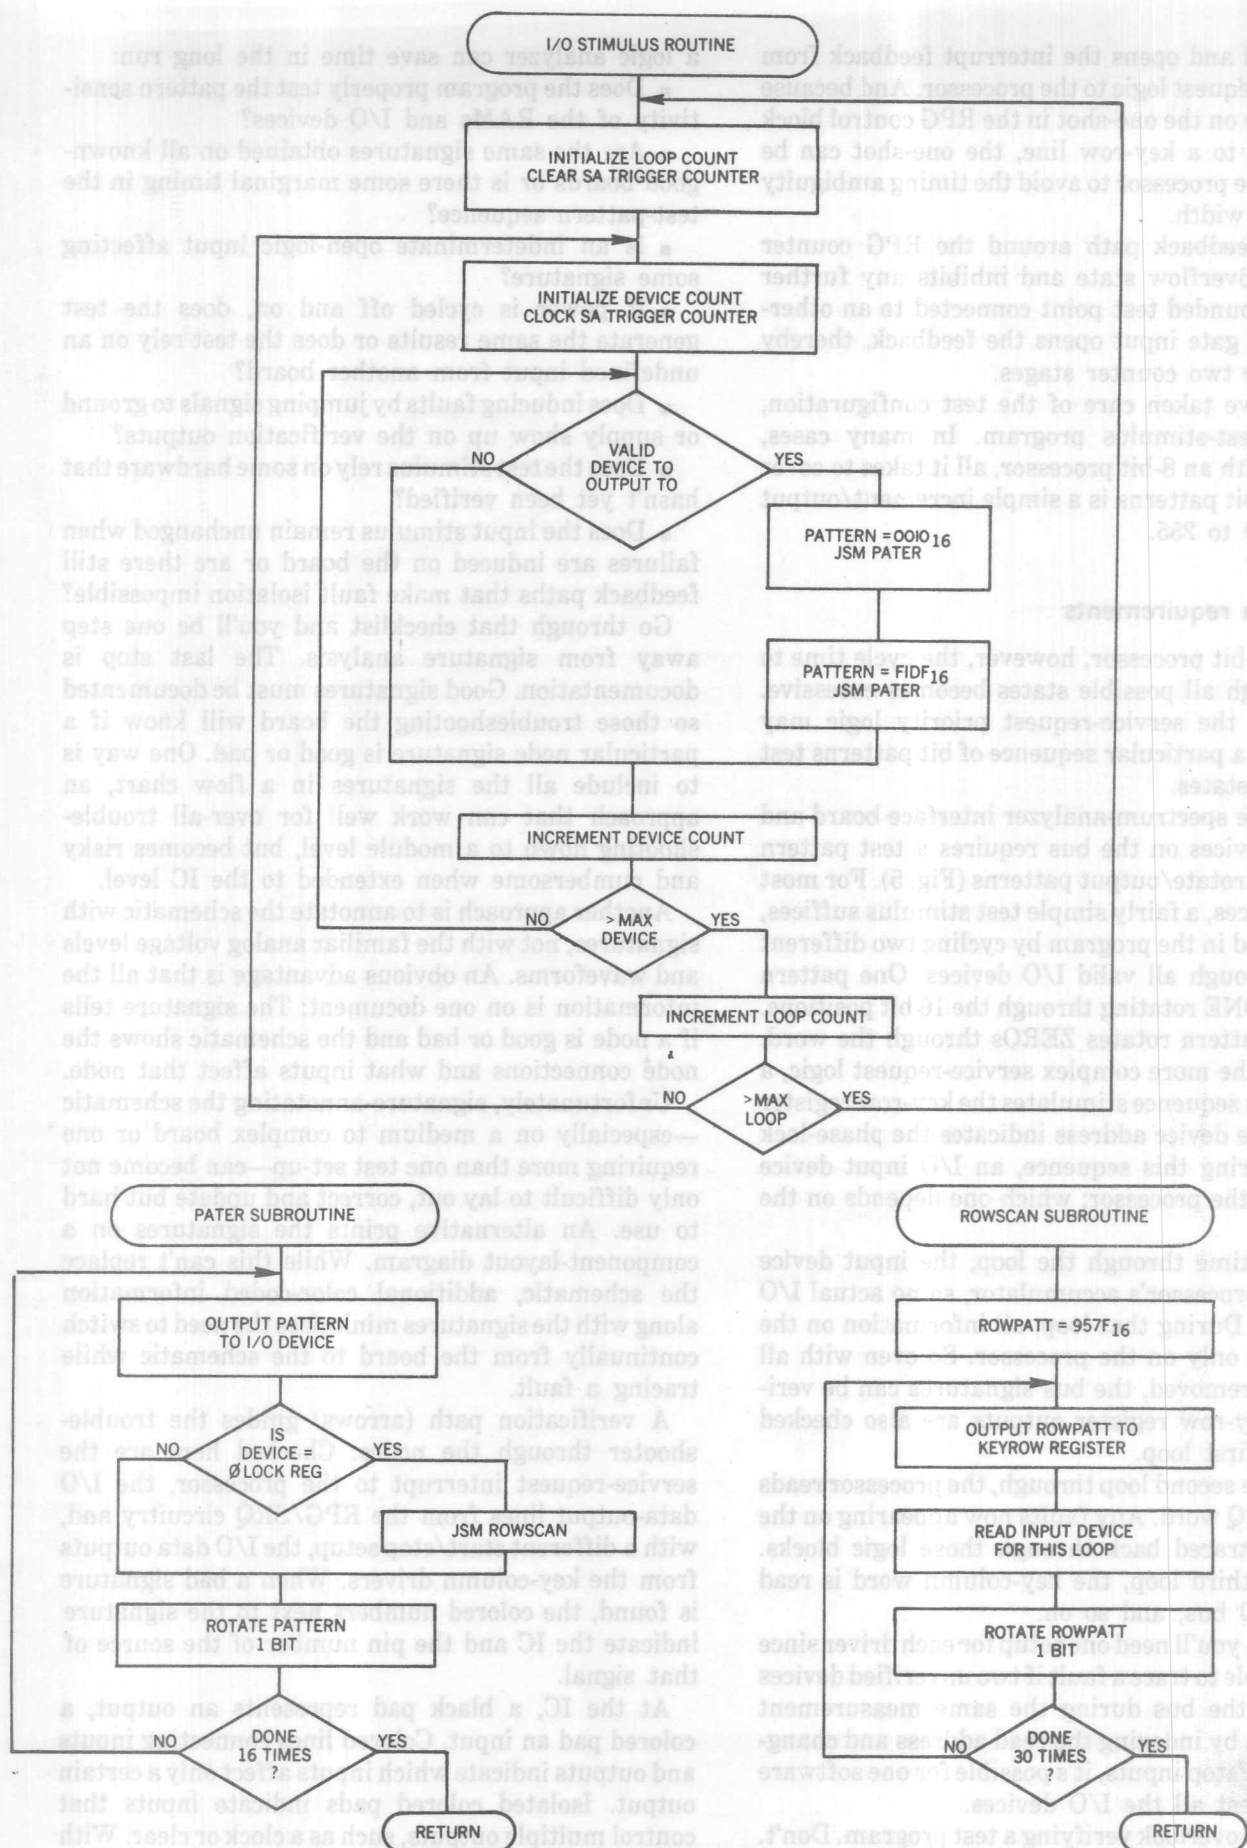 I/O STIMULUS ROUTINE
INITIALIZE LOOP COUNT
CLEAR SA TRIGGER COUNTER
INITIALIZE DEVICE COUNT
CLOCK SA TRIGGER COUNTER
VALID
DEVICE TO
OUTPUT TO
NO
YES
PATTERN = 0010₁₆
JSM PATER
PATTERN = F1DF₁₆
JSM PATER
INCREMENT DEVICE COUNT
> MAX
DEVICE
NO
YES
INCREMENT LOOP COUNT
> MAX
LOOP
NO
YES
PATER SUBROUTINE
OUTPUT PATTERN
TO I/O DEVICE
IS
DEVICE =
Ø LOCK REG
NO
YES
JSM ROWSCAN
ROTATE PATTERN
1 BIT
DONE
16 TIMES
?
NO
YES
RETURN
ROWSCAN SUBROUTINE
ROWPATT = 957F₁₆
OUTPUT ROWPATT TO
KEYROW REGISTER
READ INPUT DEVICE
FOR THIS LOOP
ROTATE ROWPATT
1 BIT
DONE
30 TIMES
?
NO
YES
RETURN